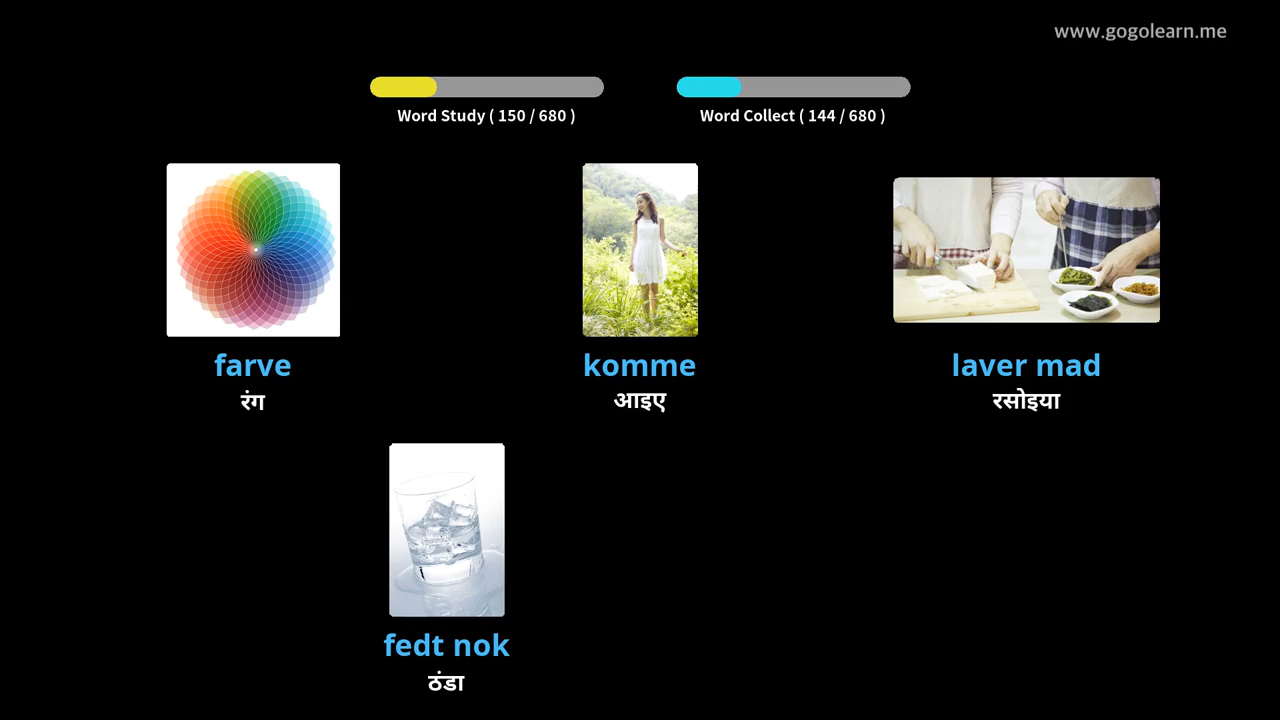 www.gogolearn.me
Word Study ( 150 / 680 )
Word Collect ( 144 / 680 )
farve
रंग
komme
आइए
laver mad
रसोइया
fedt nok
ठंडा